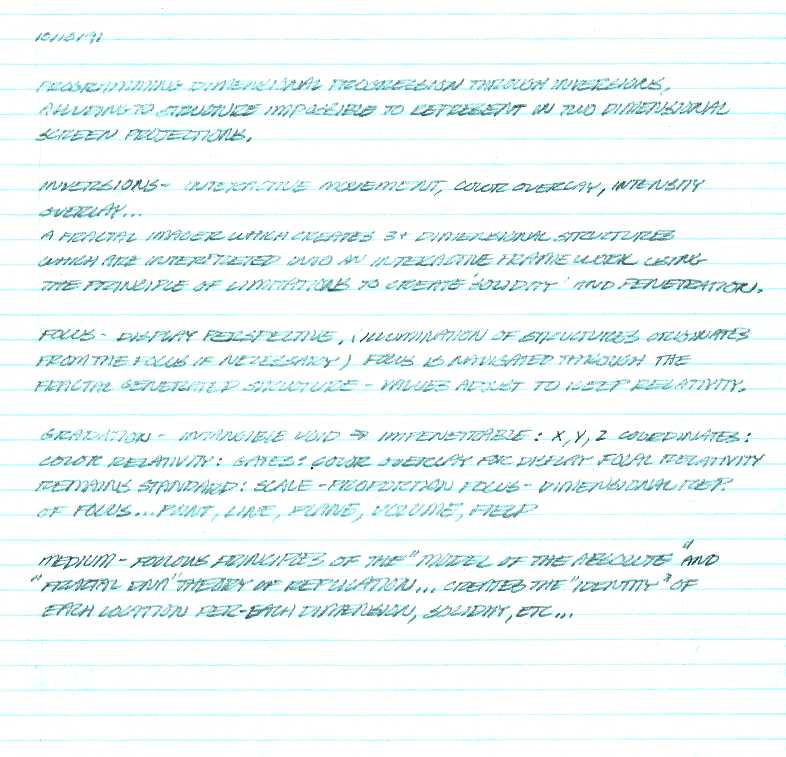 10/10/91
PROGRAMMING DIMENSIONAL PROGRESSION THROUGH INVERSIONS,
ALLUDING TO STRUCTURE IMPOSSIBLE TO REPRESENT IN TWO DIMENSIONAL
SCREEN PROJECTIONS.
INVERSIONS - INTERACTIVE MOVEMENT, COLOR OVERLAY, INTENSITY
OVERLAY...
A FRACTAL IMAGER WHICH CREATES 3+ DIMENSIONAL STRUCTURES
WHICH ARE INTERPRETED INTO AN INTERACTIVE FRAME WORK USING
THE PRINCIPLE OF LIMITATIONS TO CREATE 'SOLIDITY' AND PENETRATION.
FOCUS - DISPLAY PERSPECTIVE, (ILLUMINATION OF STRUCTURES ORIGINATES
FROM THE FOCUS IF NECESSARY) FOCUS IS NAVIGATED THROUGH THE
FRACTAL GENERATED STRUCTURE - VALUES ADJUST TO KEEP RELATIVITY.
GRADATION - INTANGIBLE VOID → IMPENETRABLE : X, Y, Z COORDINATES :
COLOR RELATIVITY : GATES : COLOR OVERLAY FOR DISPLAY FOCAL RELATIVITY
REMAINS STANDARD : SCALE - PROPORTION FOCUS - DIMENSIONAL REP.
OF FOCUS... POINT, LINE, PLANE, VOLUME, FIELD
MEDIUM - FOLLOWS PRINCIPLES OF THE "MODEL OF THE ABSOLUTE" AND
"FRACTAL DNA" THEORY OF REPLICATION... CREATES THE "IDENTITY" OF
EACH LOCATION PER-EACH DIMENSION, SOLIDITY, ETC...